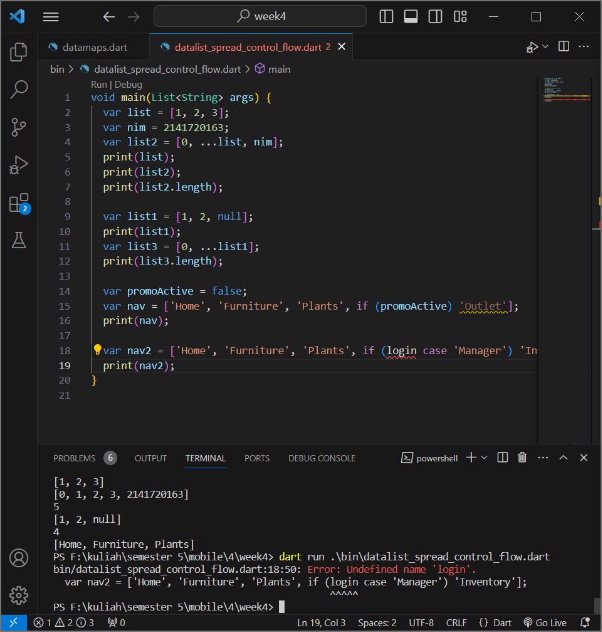 week4
datamaps.dart
datalist_spread_control_flow.dart 2
bin > datalist_spread_control_flow.dart > main
Run | Debug
1 void main(List<String> args) {
2 var list = [1, 2, 3];
3 var nim = 2141720163;
4 var list2 = [0, ...list, nim];
5 print(list);
6 print(list2);
7 print(list2.length);
8
9 var list1 = [1, 2, null];
10 print(list1);
11 var list3 = [0, ...list1];
12 print(list3.length);
13
14 var promoActive = false;
15 var nav = ['Home', 'Furniture', 'Plants', if (promoActive) 'Outlet'];
16 print(nav);
17
18 var nav2 = ['Home', 'Furniture', 'Plants', if (login case 'Manager') 'In
19 print(nav2);
20 }
21
PROBLEMS 6 OUTPUT TERMINAL PORTS DEBUG CONSOLE powershell
[1, 2, 3]
[0, 1, 2, 3, 2141720163]
5
[1, 2, null]
4
[Home, Furniture, Plants]
PS F:\kuliah\semester 5\mobile\4\week4> dart run .\bin\datalist_spread_control_flow.dart
bin/datalist_spread_control_flow.dart:18:50: Error: Undefined name 'login'.
var nav2 = ['Home', 'Furniture', 'Plants', if (login case 'Manager') 'Inventory'];
^^^^^
PS F:\kuliah\semester 5\mobile\4\week4>
1 2 3 0 Ln 19, Col 3 Spaces: 2 UTF-8 CRLF {} Dart Go Live